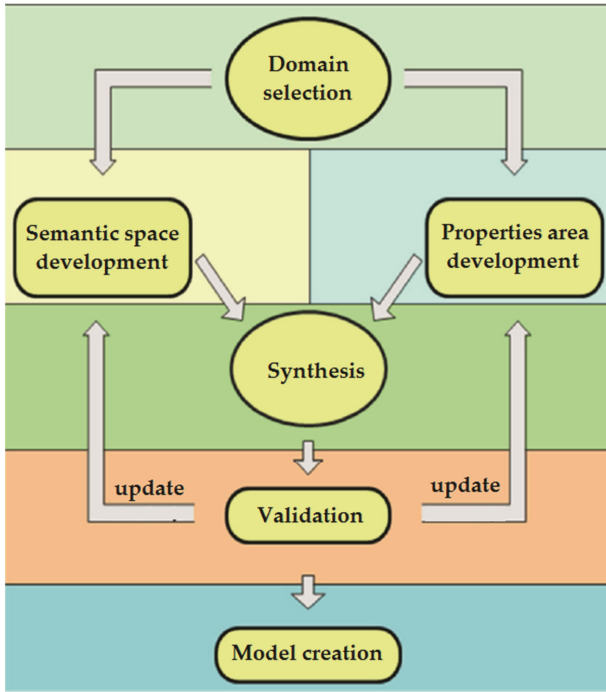 Domain
selection
Semantic space
development
Properties area
development
Synthesis
update
update
Validation
Model creation